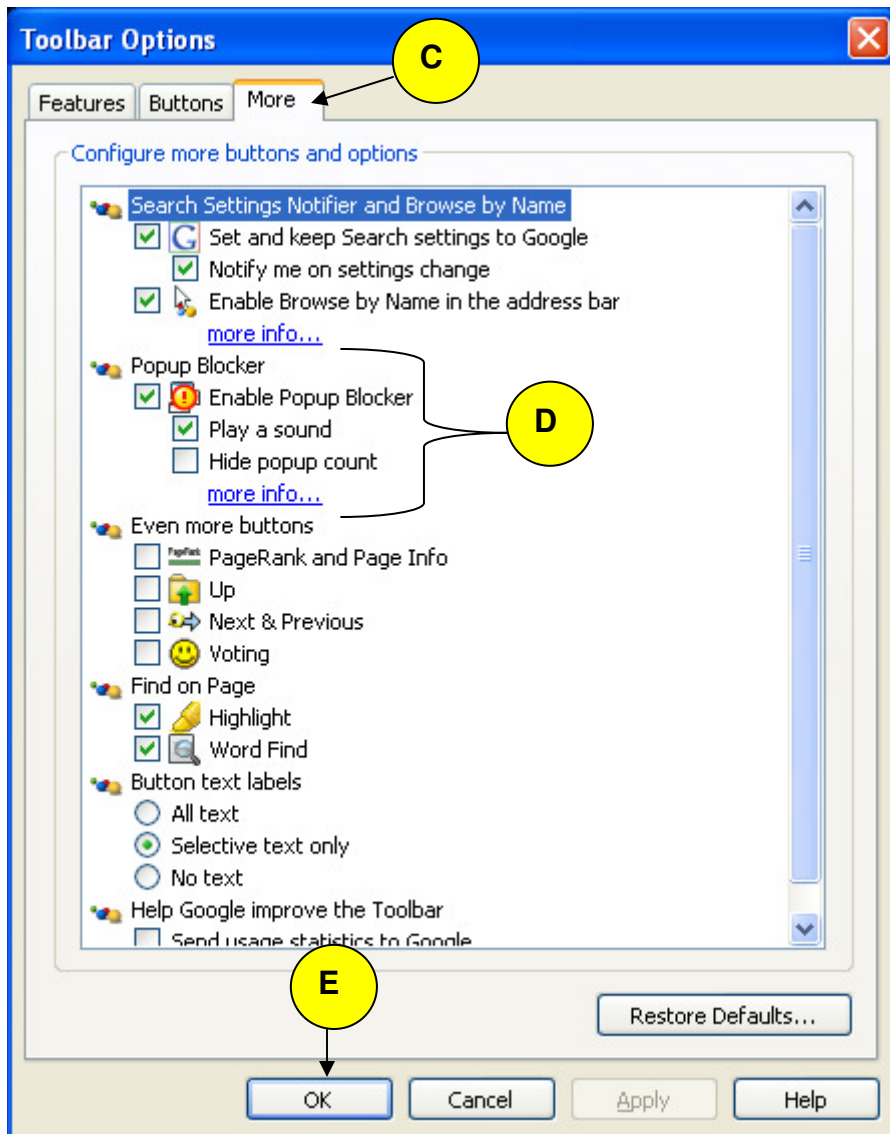 Toolbar Options
C
Features Buttons More
Configure more buttons and options
Search Settings Notifier and Browse by Name
Set and keep Search settings to Google
Notify me on settings change
Enable Browse by Name in the address bar
more info...
Popup Blocker
Enable Popup Blocker
Play a sound
D
Hide popup count
more info...
Even more buttons
PageRank PageRank and Page Info
Up
Next & Previous
Voting
Find on Page
Highlight
Word Find
Button text labels
All text
Selective text only
No text
Help Google improve the Toolbar
Send usage statistics to Google
E
Restore Defaults...
OK Cancel Apply Help